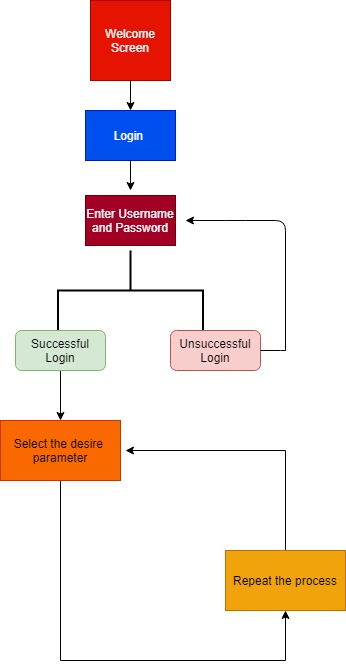 Welcome
Screen
Login
Enter Username
and Password
Successful
Login
Unsuccessful
Login
Select the desire
parameter
Repeat the process